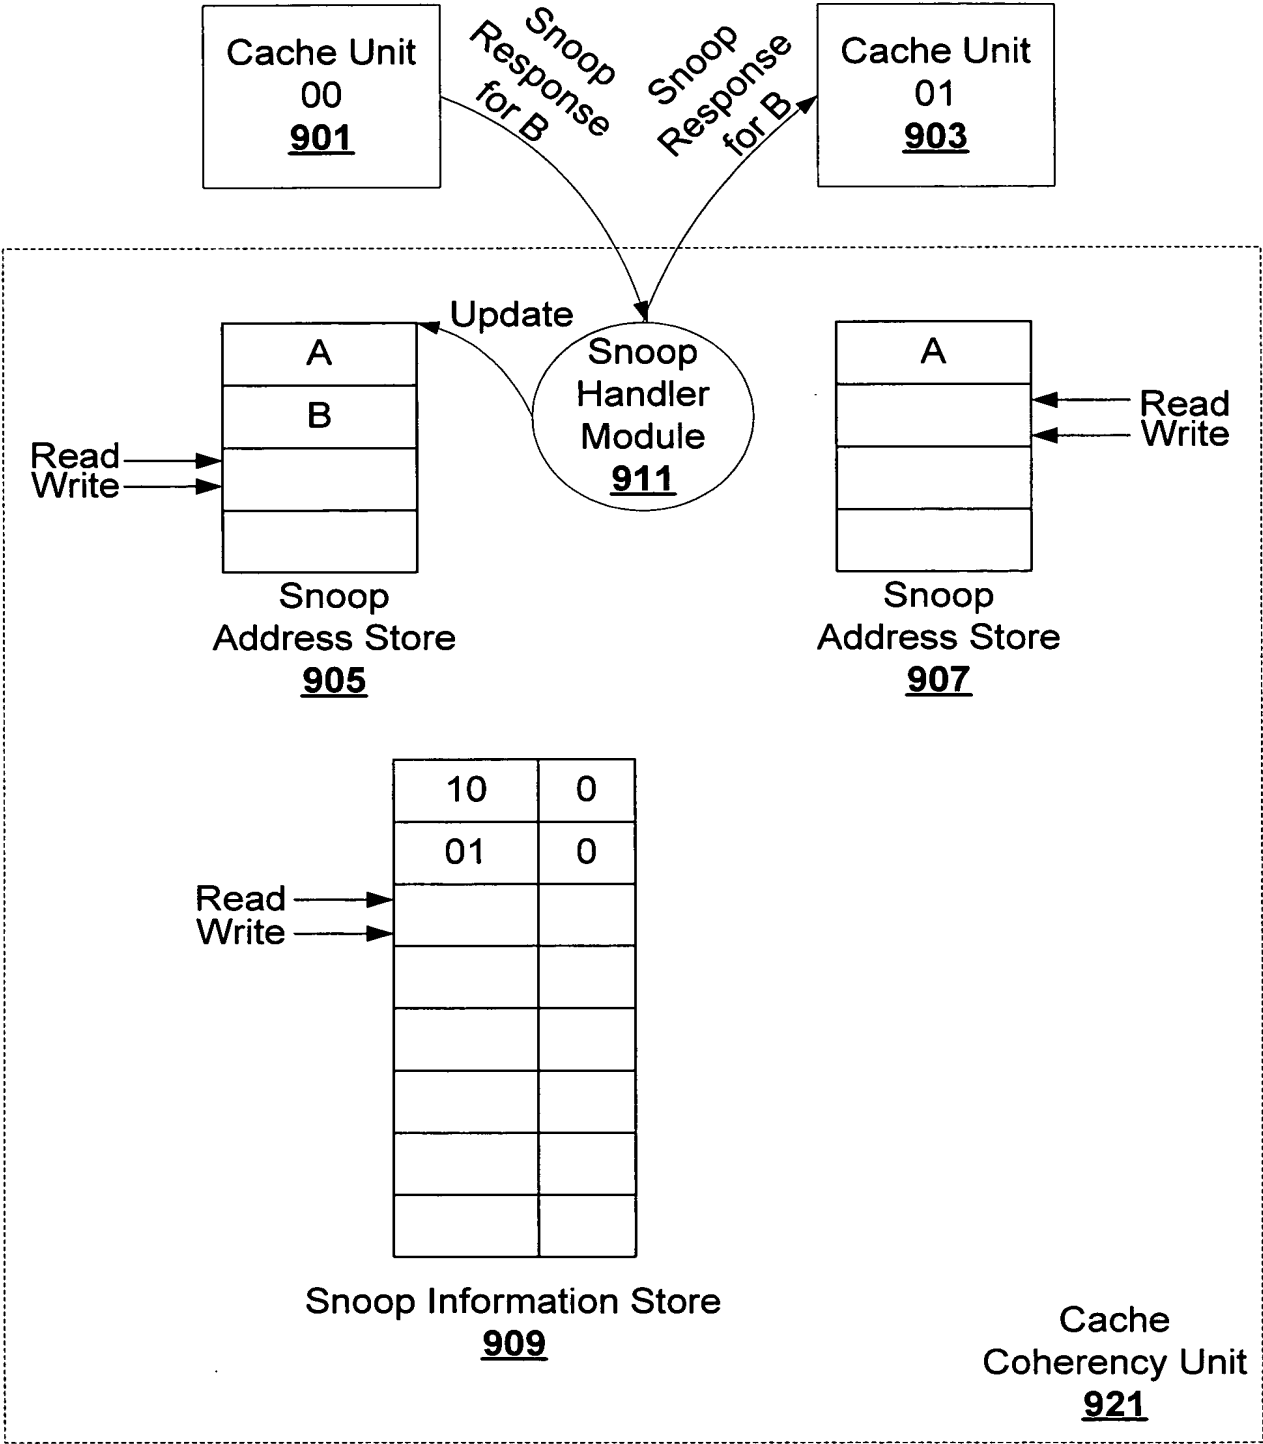 Cache Unit
00
901
Snoop
Response
for B
Snoop
Response
for B
Cache Unit
01
903
Update
A
B
Read
Write
Snoop
Address Store
905
Snoop
Handler
Module
911
A
Read
Write
Snoop
Address Store
907
10 0
01 0
Read
Write
Snoop Information Store
909
Cache
Coherency Unit
921